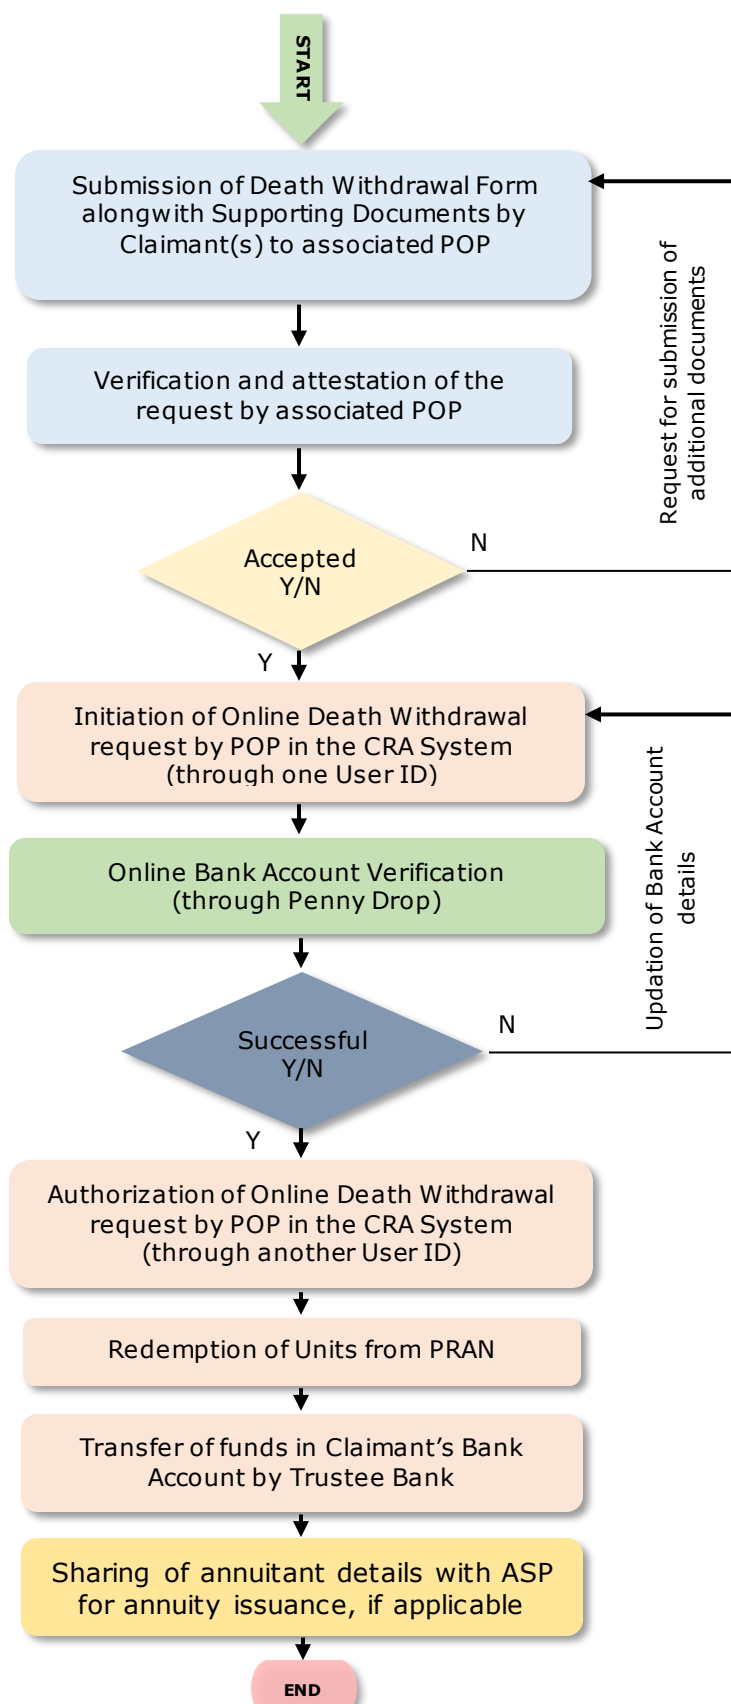 START
Submission of Death Withdrawal Form
alongwith Supporting Documents by
Claimant(s) to associated POP
Request for submission of
additional documents
Verification and attestation of the
request by associated POP
Accepted
Y/N
N
Y
Initiation of Online Death Withdrawal
request by POP in the CRA System
(through one User ID)
Updation of Bank Account
details
Online Bank Account Verification
(through Penny Drop)
Successful
Y/N
N
Y
Authorization of Online Death Withdrawal
request by POP in the CRA System
(through another User ID)
Redemption of Units from PRAN
Transfer of funds in Claimant’s Bank
Account by Trustee Bank
Sharing of annuitant details with ASP
for annuity issuance, if applicable
END